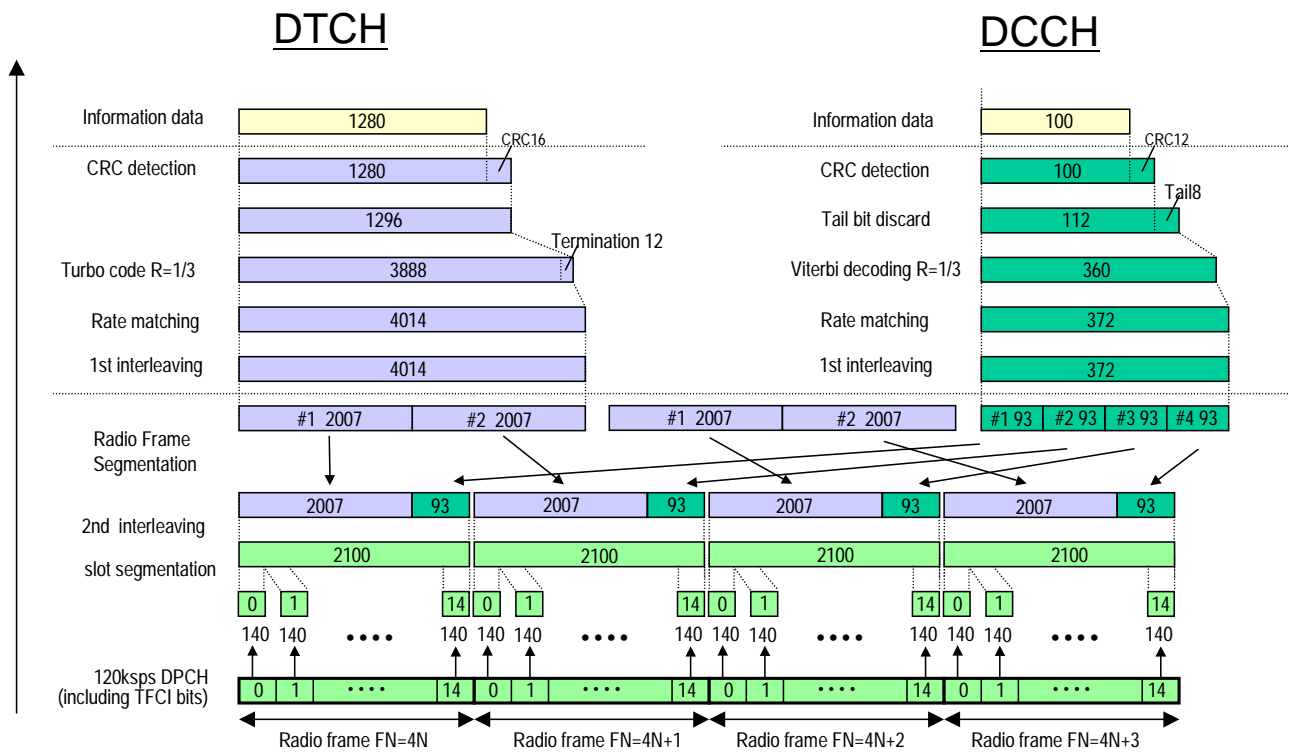 DTCH
DCCH
Information data
1280
Information data
100
CRC16
CRC12
CRC detection
1280
CRC detection
100
Tail8
1296
Tail bit discard
112
Termination 12
Turbo code R=1/3
3888
Viterbi decoding R=1/3
360
Rate matching
4014
Rate matching
372
1st interleaving
4014
1st interleaving
372
#1 2007
#2 2007
#1 2007
#2 2007
#1 93
#2 93
#3 93
#4 93
Radio Frame
Segmentation
2007
93
2007
93
2007
93
2007
93
2nd interleaving
2100
2100
2100
2100
slot segmentation
0
1
14
0
1
14
0
1
14
0
1
14
140
140
••••
140
140
140
••••
140
140
140
••••
140
140
140
••••
140
120ksps DPCH
(including TFCI bits)
0
1
••••
14
0
1
••••
14
0
1
••••
14
0
1
••••
14
Radio frame FN=4N
Radio frame FN=4N+1
Radio frame FN=4N+2
Radio frame FN=4N+3